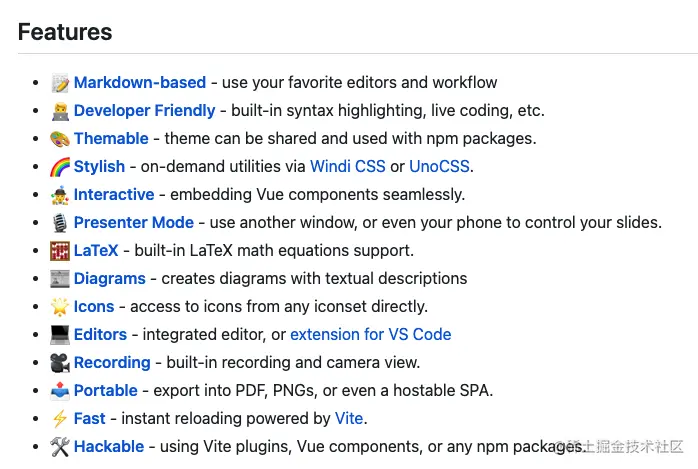 Features
Markdown-based - use your favorite editors and workflow
Developer Friendly - built-in syntax highlighting, live coding, etc.
Themable - theme can be shared and used with npm packages.
Stylish - on-demand utilities via Windi CSS or UnoCSS.
Interactive - embedding Vue components seamlessly.
Presenter Mode - use another window, or even your phone to control your slides.
LaTeX - built-in LaTeX math equations support.
Diagrams - creates diagrams with textual descriptions
Icons - access to icons from any iconset directly.
Editors - integrated editor, or extension for VS Code
Recording - built-in recording and camera view.
Portable - export into PDF, PNGs, or even a hostable SPA.
Fast - instant reloading powered by Vite.
Hackable - using Vite plugins, Vue components, or any npm packages.
@稀土掘金技术社区